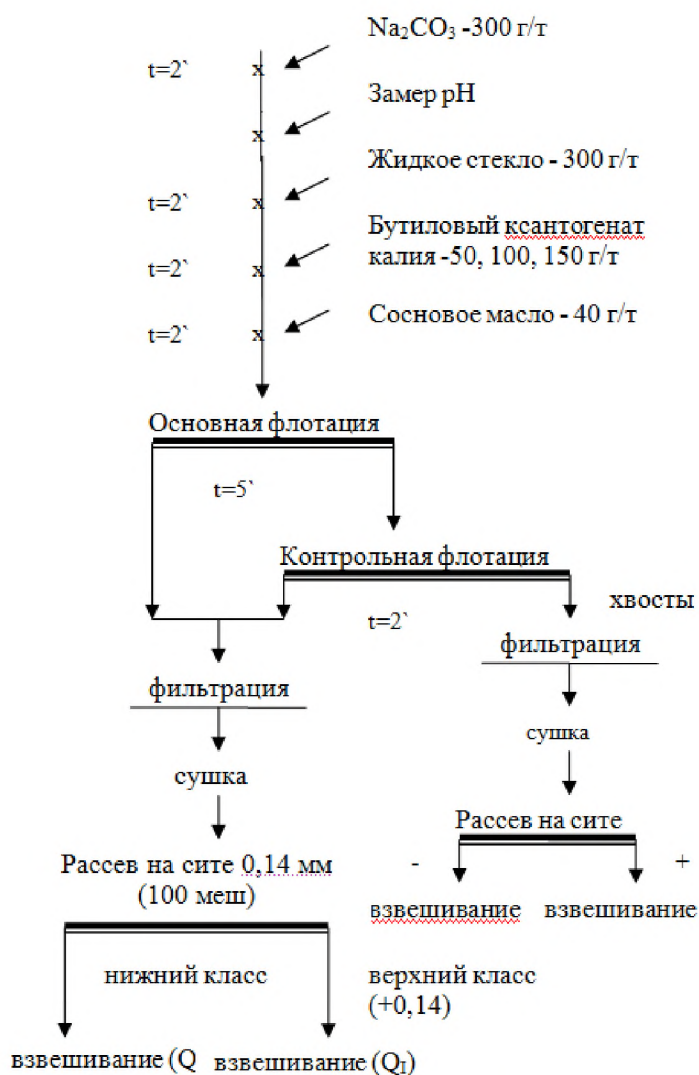 Na₂CO₃ -300 г/т
t=2` x
Замер pH
x
Жидкое стекло - 300 г/т
t=2` x
Бутиловый ксантогенат
калия -50, 100, 150 г/т
t=2` x
Сосновое масло - 40 г/т
t=2` x
Основная флотация
t=5`
Контрольная флотация
хвосты
t=2`
фильтрация
фильтрация
сушка
сушка
Рассев на сите
Рассев на сите 0,14 мм
(100 меш)
- +
взвешивание взвешивание
нижний класс
верхний класс
(+0,14)
взвешивание (Q взвешивание (Q₁)